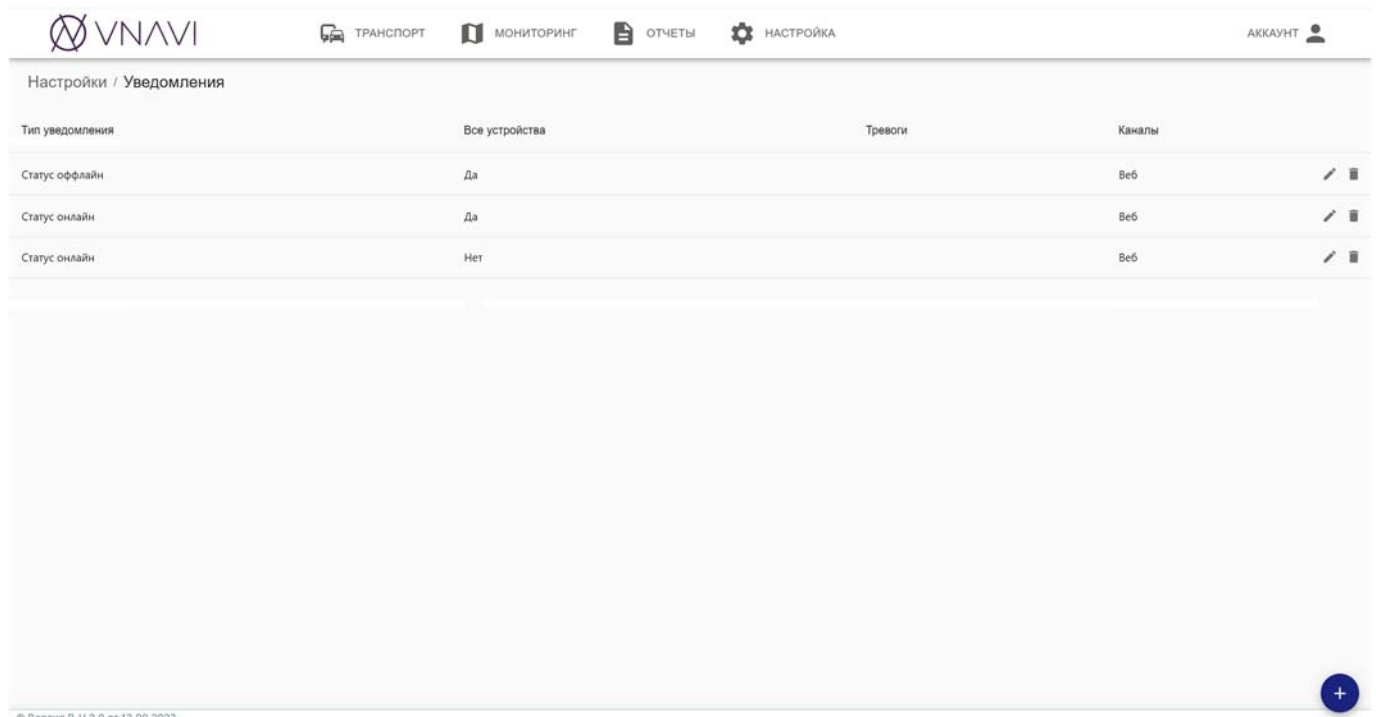 VNAVI
ТРАНСПОРТ МОНИТОРИНГ ОТЧЕТЫ НАСТРОЙКА АККАУНТ
Настройки / Уведомления
Тип уведомления Все устройства Тревоги Каналы
Статус оффлайн Да Веб
Статус онлайн Да Веб
Статус онлайн Нет Веб